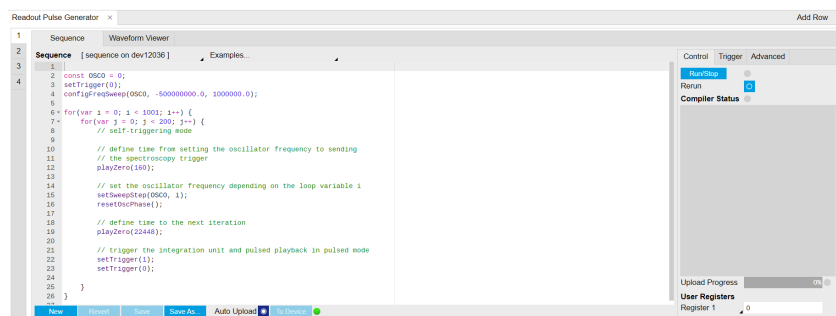 Readout Pulse Generator × Add Row
1 Sequence Waveform Viewer
2 Sequence [ sequence on dev12036 ] Examples...
3
4
Control Trigger Advanced
Run/Stop
Rerun
Compiler Status
1
2 const OSC0 = 0;
3 setTrigger(0);
4 configFreqSweep(OSC0, -500000000.0, 1000000.0);
5
6 for(var i = 0; i < 1001; i++) {
7 for(var j = 0; j < 200; j++) {
8 // self-triggering mode
9
10 // define time from setting the oscillator frequency to sending
11 // the spectroscopy trigger
12 playZero(160);
13
14 // set the oscillator frequency depending on the loop variable i
15 setSweepStep(OSC0, i);
16 resetOscPhase();
17
18 // define time to the next iteration
19 playZero(22448);
20
21 // trigger the integration unit and pulsed playback in pulsed mode
22 setTrigger(1);
23 setTrigger(0);
24
25 }
26 }
Upload Progress 0%
User Registers
Register 1 0
New Revert Save Save As... Auto Upload To Device